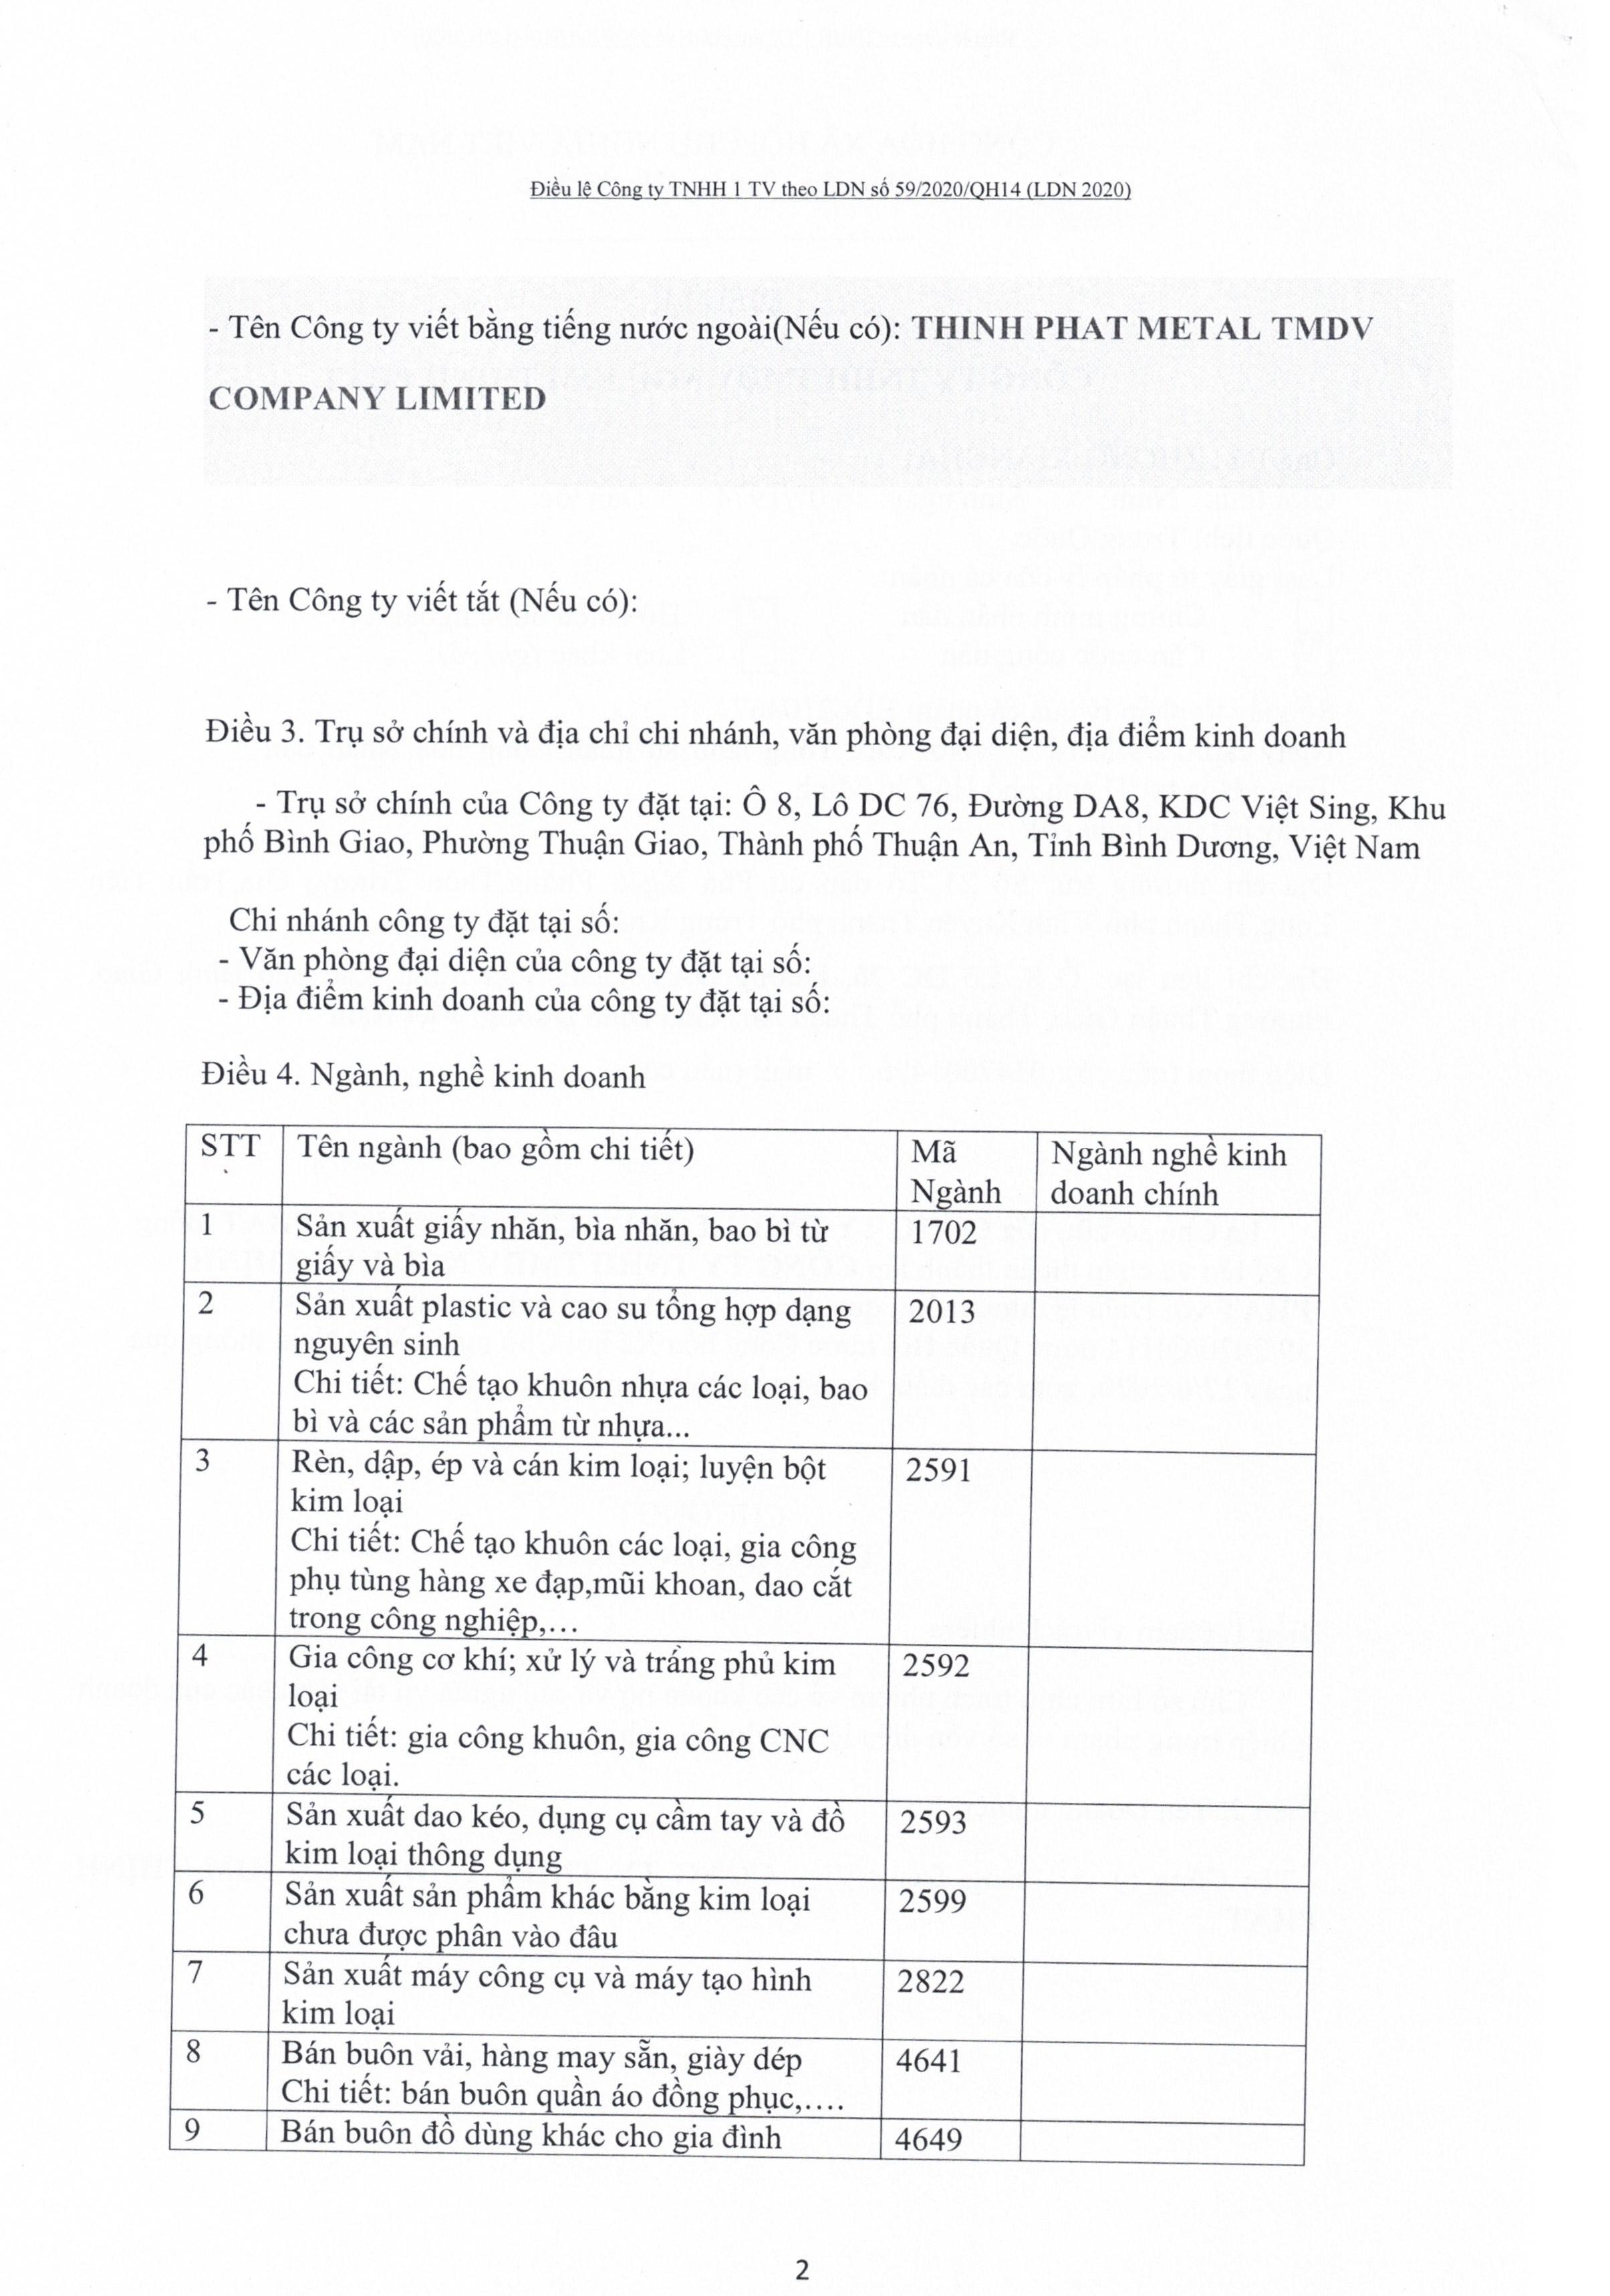 Điều lệ Công ty TNHH 1 TV theo LDN số 59/2020/QH14 (LDN 2020)
- Tên Công ty viết bằng tiếng nước ngoài(Nếu có): THINH PHAT METAL TMDV
COMPANY LIMITED
- Tên Công ty viết tắt (Nếu có):
Điều 3. Trụ sở chính và địa chỉ chi nhánh, văn phòng đại diện, địa điểm kinh doanh
- Trụ sở chính của Công ty đặt tại: Ô 8, Lô DC 76, Đường DA8, KDC Việt Sing, Khu
phố Bình Giao, Phường Thuận Giao, Thành phố Thuận An, Tỉnh Bình Dương, Việt Nam
Chi nhánh công ty đặt tại số:
- Văn phòng đại diện của công ty đặt tại số:
- Địa điểm kinh doanh của công ty đặt tại số:
Điều 4. Ngành, nghề kinh doanh
STT Tên ngành (bao gồm chi tiết) Mã Ngành nghề kinh
Ngành doanh chính
1 Sản xuất giấy nhăn, bìa nhăn, bao bì từ 1702
giấy và bìa
2 Sản xuất plastic và cao su tổng hợp dạng 2013
nguyên sinh
Chi tiết: Chế tạo khuôn nhựa các loại, bao
bì và các sản phẩm từ nhựa...
3 Rèn, dập, ép và cán kim loại; luyện bột 2591
kim loại
Chi tiết: Chế tạo khuôn các loại, gia công
phụ tùng hàng xe đạp,mũi khoan, dao cắt
trong công nghiệp,...
4 Gia công cơ khí; xử lý và tráng phủ kim 2592
loại
Chi tiết: gia công khuôn, gia công CNC
các loại.
5 Sản xuất dao kéo, dụng cụ cầm tay và đồ 2593
kim loại thông dụng
6 Sản xuất sản phẩm khác bằng kim loại 2599
chưa được phân vào đâu
7 Sản xuất máy công cụ và máy tạo hình 2822
kim loại
8 Bán buôn vải, hàng may sẵn, giày dép 4641
Chi tiết: bán buôn quần áo đồng phục,....
9 Bán buôn đồ dùng khác cho gia đình 4649
2